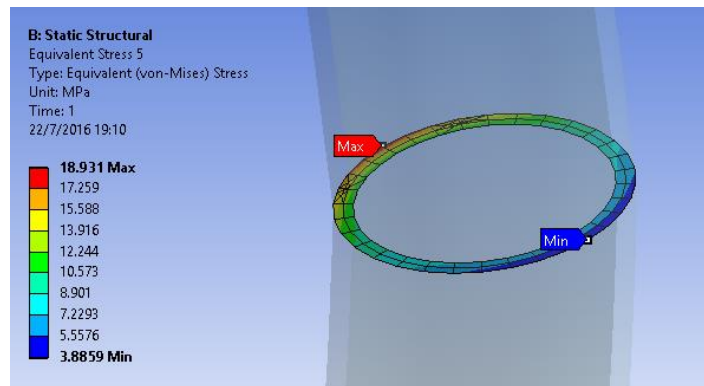 B: Static Structural
Equivalent Stress 5
Type: Equivalent (von-Mises) Stress
Unit: MPa
Time: 1
22/7/2016 19:10
18.931 Max
17.259
15.588
13.916
12.244
10.573
8.901
7.2293
5.5576
3.8859 Min
Max
Min